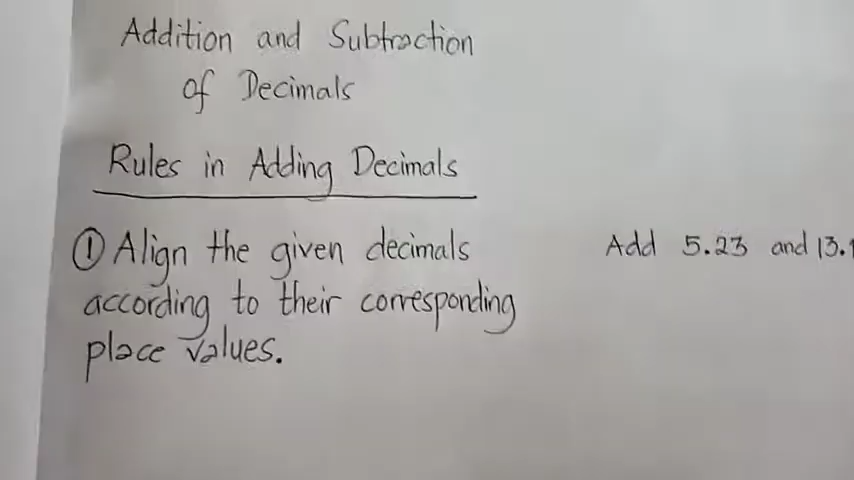 Addition and Subtraction
of Decimals
Rules in Adding Decimals
① Align the given decimals
according to their corresponding
place values.
Add 5.23 and